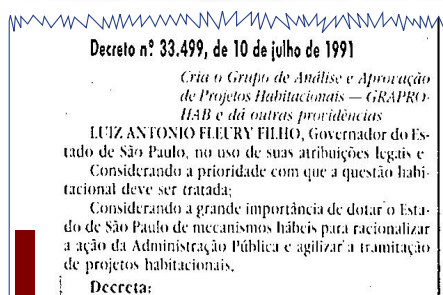 Decreto n.º 33.499, de 10 de julho de 1991
Cria o Grupo de Análise e Aprovação
de Projetos Habitacionais — GRAPRO-
HAB e dá outras providências
LUIZ ANTONIO FLEURY FILHO, Governador do Es-
tado de São Paulo, no uso de suas atribuições legais e
Considerando a prioridade com que a questão habi-
tacional deve ser tratada;
Considerando a grande importância de dotar o Esta-
do de São Paulo de mecanismos hábeis para racionalizar
a ação da Administração Pública e agilizar a tramitação
de projetos habitacionais,
Decreta: